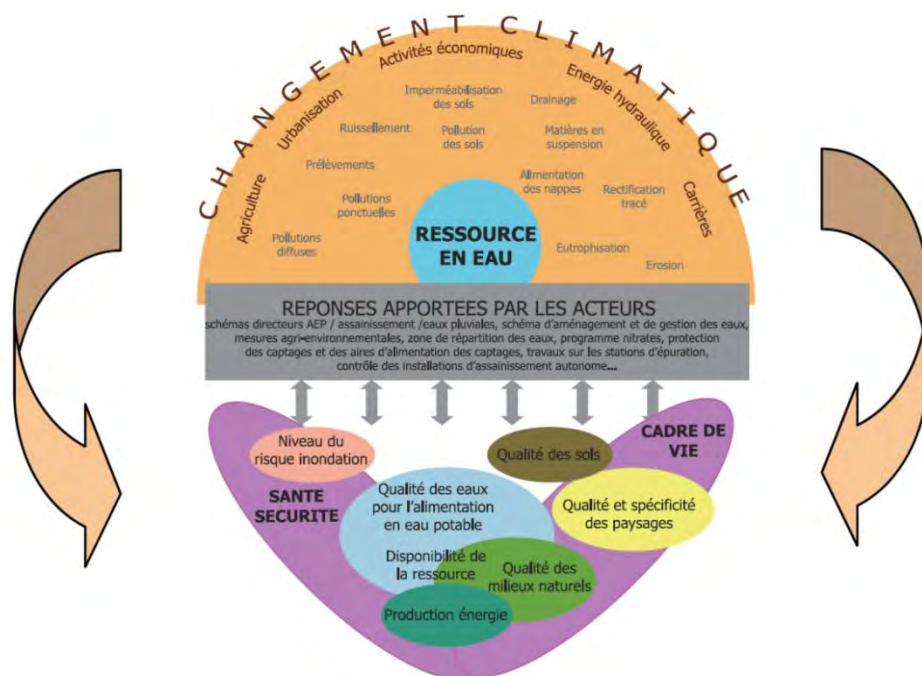 CHANGEMENT CLIMATIQUE
Activités économiques
Urbanisation
Energie hydraulique
Agriculture
Carrières
Imperméabilisation
des sols
Drainage
Ruissellement
Pollution
des sols
Matières en
suspension
Prélèvements
Alimentation
des nappes
Rectification
tracé
Pollutions
ponctuelles
Pollutions
diffuses
Eutrophisation
Erosion
RESSOURCE
EN EAU
REPONSES APPORTEES PAR LES ACTEURS
schémas directeurs AEP / assainissement /eaux pluviales, schéma d'aménagement et de gestion des eaux,
mesures agri-environnementales, zone de répartition des eaux, programme nitrates, protection
des captages et des aires d'alimentation des captages, travaux sur les stations d'épuration,
contrôle des installations d'assainissement autonome...
Niveau du
risque inondation
Qualité des sols
CADRE DE
VIE
SANTE
SECURITE
Qualité des eaux
pour l'alimentation
en eau potable
Qualité et spécificité
des paysages
Disponibilité de
la ressource
Qualité des
milieux naturels
Production énergie